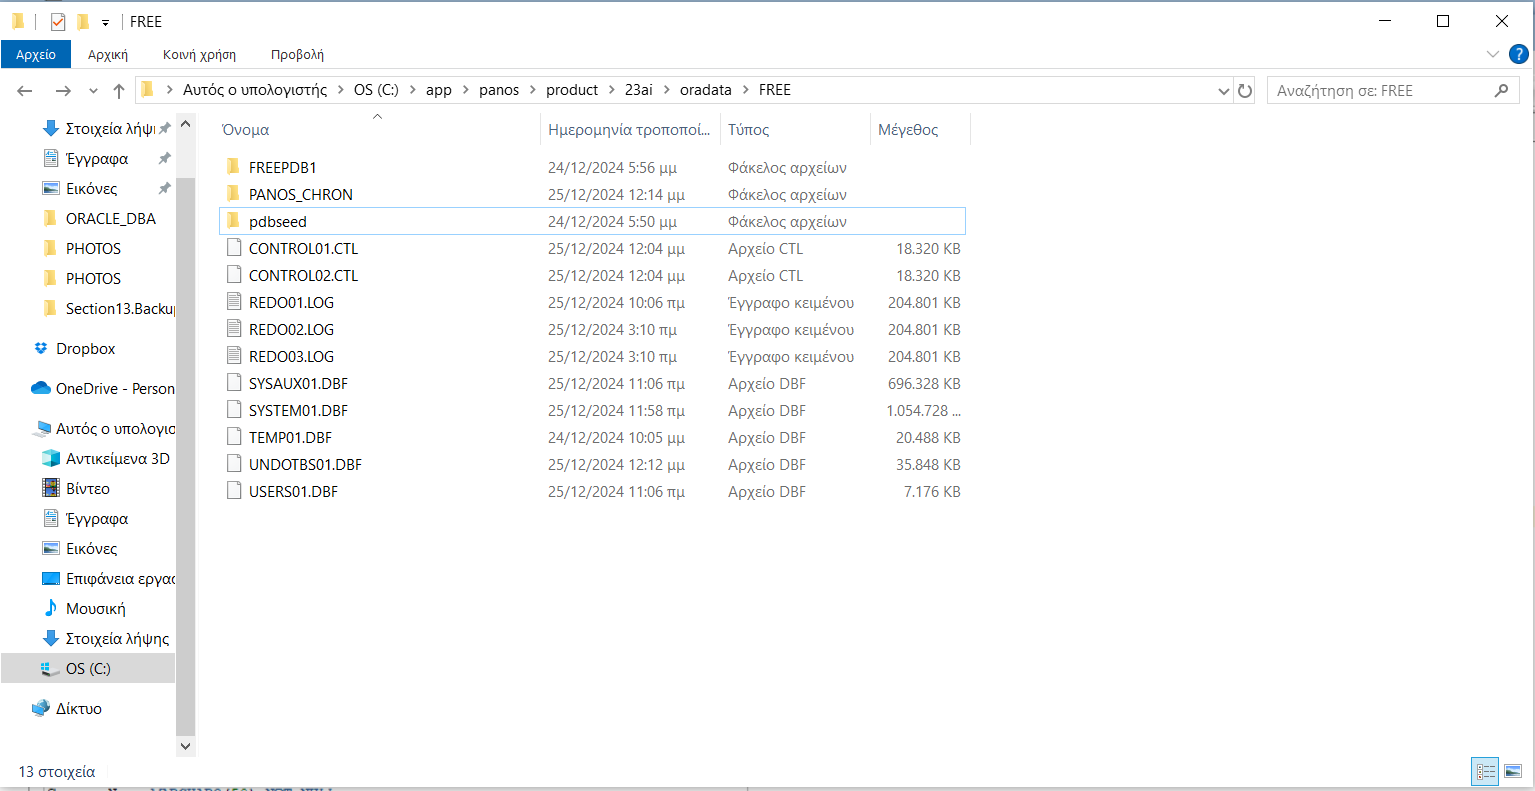 FREE
Αρχείο Αρχική Κοινή χρήση Προβολή
Αυτός ο υπολογιστής > OS (C:) > app > panos > product > 23ai > oradata > FREE
Αναζήτηση σε: FREE
Στοιχεία λήψι
Έγγραφα
Εικόνες
ORACLE_DBA
PHOTOS
PHOTOS
Section13.Backup
Dropbox
OneDrive - Person
Αυτός ο υπολογισ
Αντικείμενα 3D
Βίντεο
Έγγραφα
Εικόνες
Επιφάνεια εργασ
Μουσική
Στοιχεία λήψης
OS (C:)
Δίκτυο
Όνομα Ημερομηνία τροποποί... Τύπος Μέγεθος
FREEPDB1 24/12/2024 5:56 μμ Φάκελος αρχείων
PANOS_CHRON 25/12/2024 12:14 μμ Φάκελος αρχείων
pdbseed 24/12/2024 5:50 μμ Φάκελος αρχείων
CONTROL01.CTL 25/12/2024 12:04 μμ Αρχείο CTL 18.320 KB
CONTROL02.CTL 25/12/2024 12:04 μμ Αρχείο CTL 18.320 KB
REDO01.LOG 25/12/2024 10:06 πμ Έγγραφο κειμένου 204.801 KB
REDO02.LOG 25/12/2024 3:10 πμ Έγγραφο κειμένου 204.801 KB
REDO03.LOG 25/12/2024 3:10 πμ Έγγραφο κειμένου 204.801 KB
SYSAUX01.DBF 25/12/2024 11:06 πμ Αρχείο DBF 696.328 KB
SYSTEM01.DBF 25/12/2024 11:58 πμ Αρχείο DBF 1.054.728 ...
TEMP01.DBF 24/12/2024 10:05 μμ Αρχείο DBF 20.488 KB
UNDOTBS01.DBF 25/12/2024 12:12 μμ Αρχείο DBF 35.848 KB
USERS01.DBF 25/12/2024 11:06 πμ Αρχείο DBF 7.176 KB
13 στοιχεία